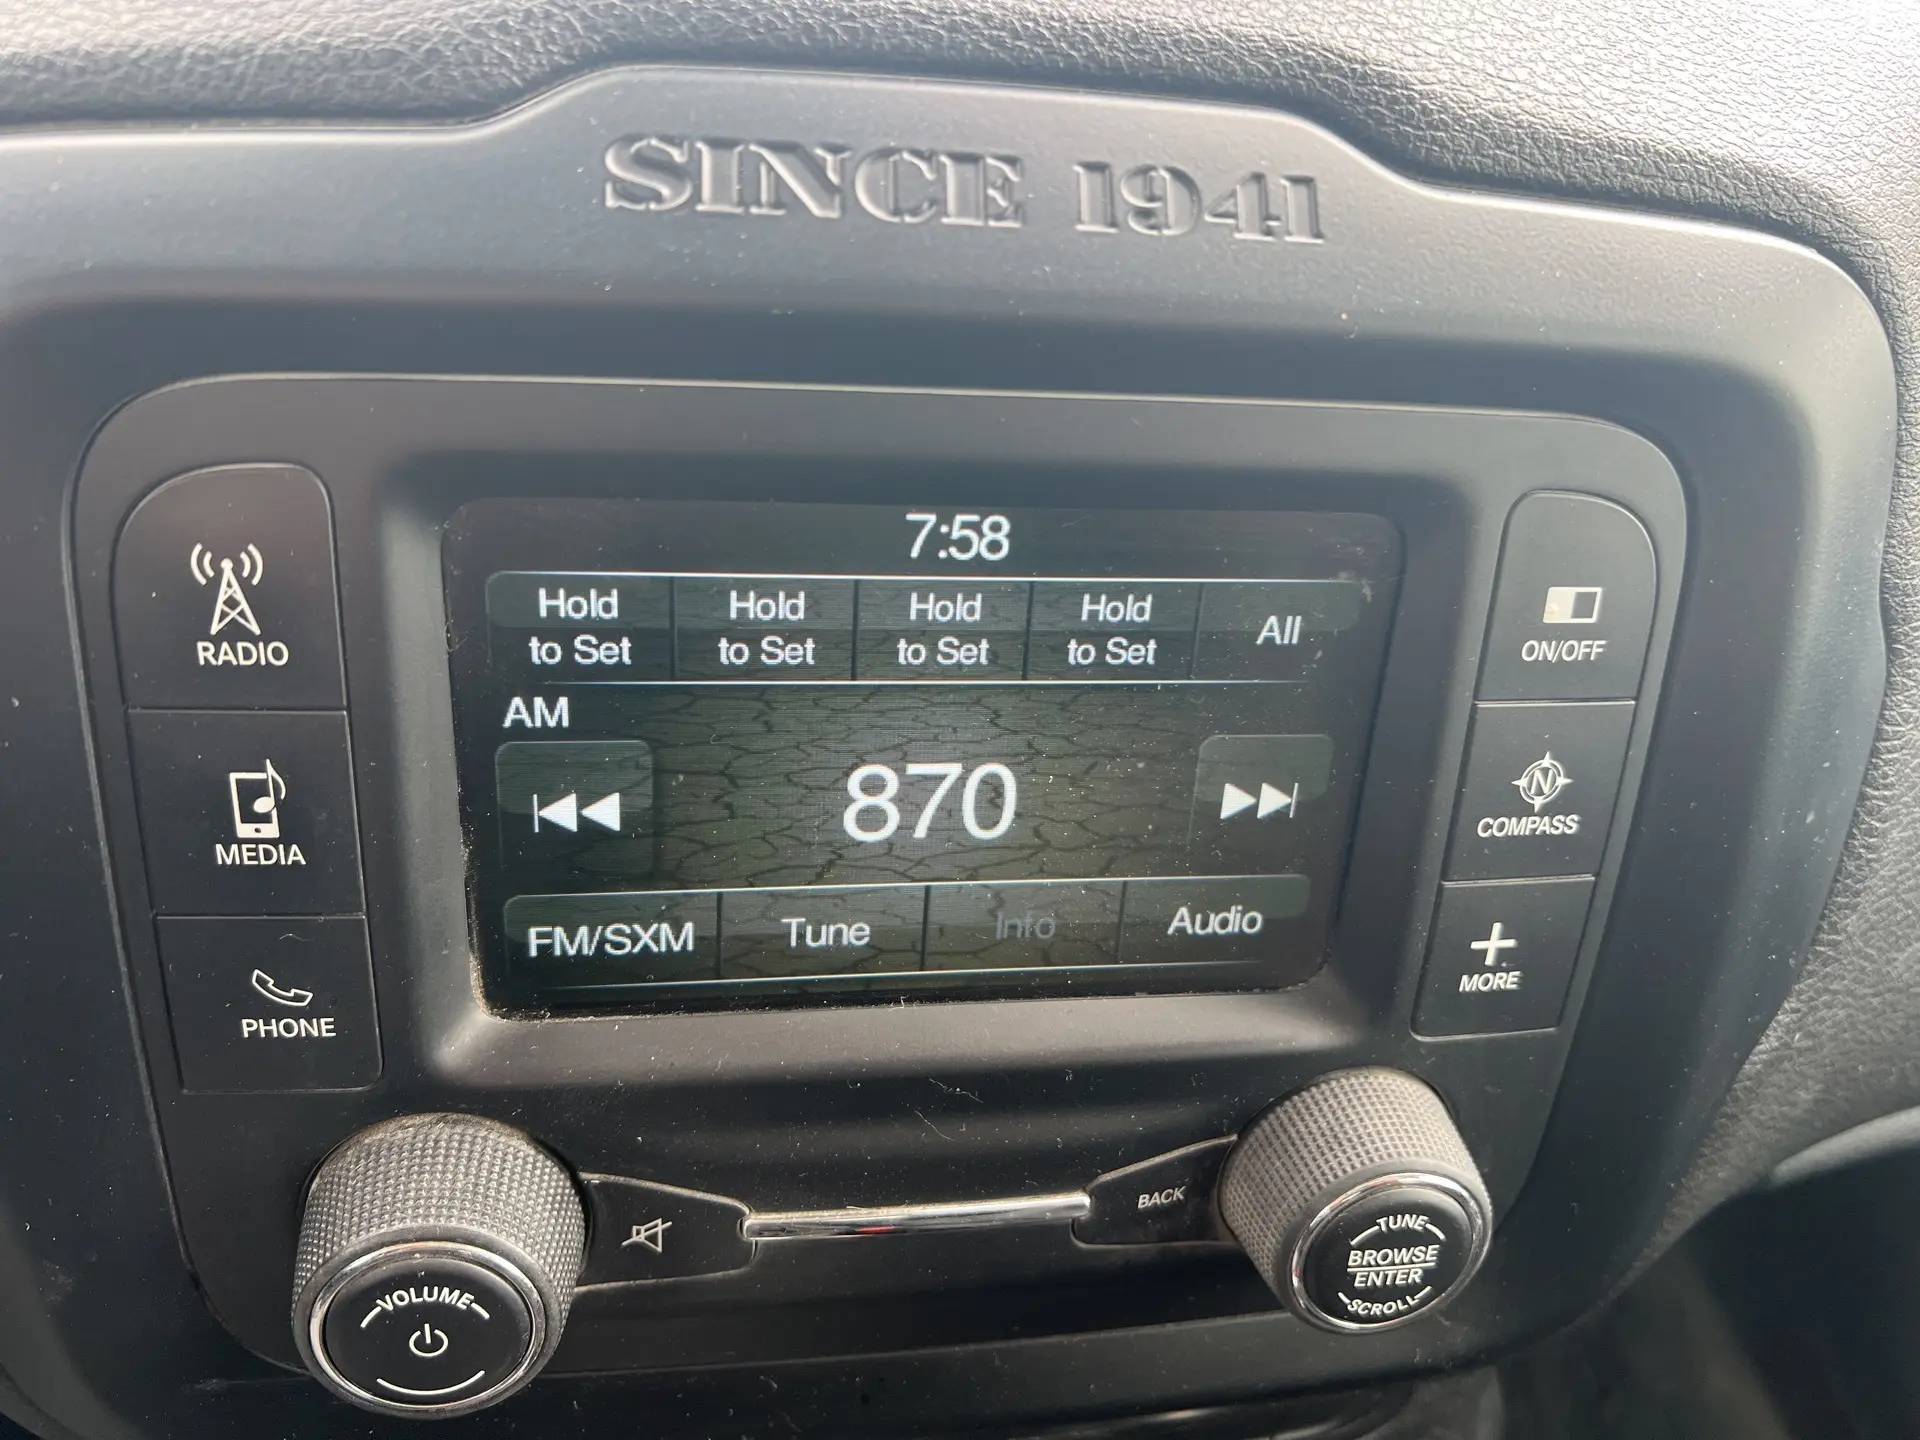 SINCE 1941
7:58
Hold
to Set
Hold
to Set
Hold
to Set
Hold
to Set
All
AM
870
FM/SXM
Tune
Info
Audio
RADIO
MEDIA
PHONE
ON/OFF
N
COMPASS
MORE
VOLUME
BACK
TUNE
BROWSE
ENTER
SCROLL